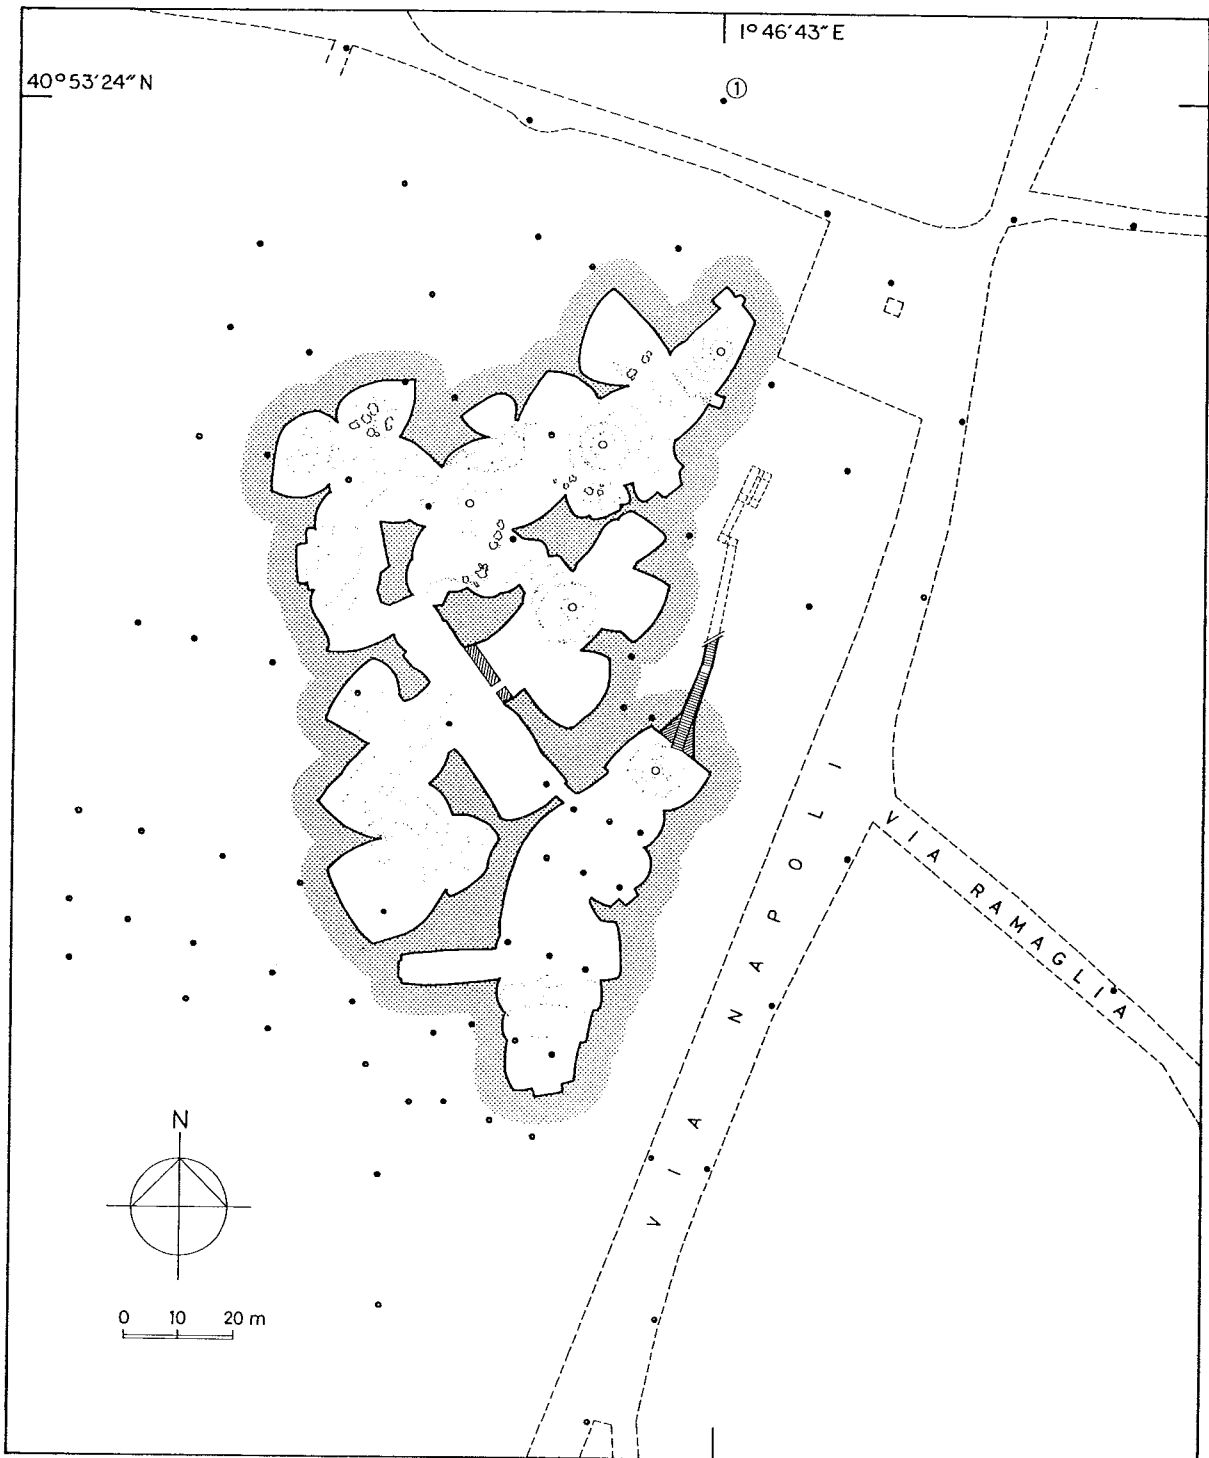 1° 46′ 43″ E
40° 53′ 24″ N
①
VIA NAPOLI
VIA RAMAGLIA
N
0 10 20 m